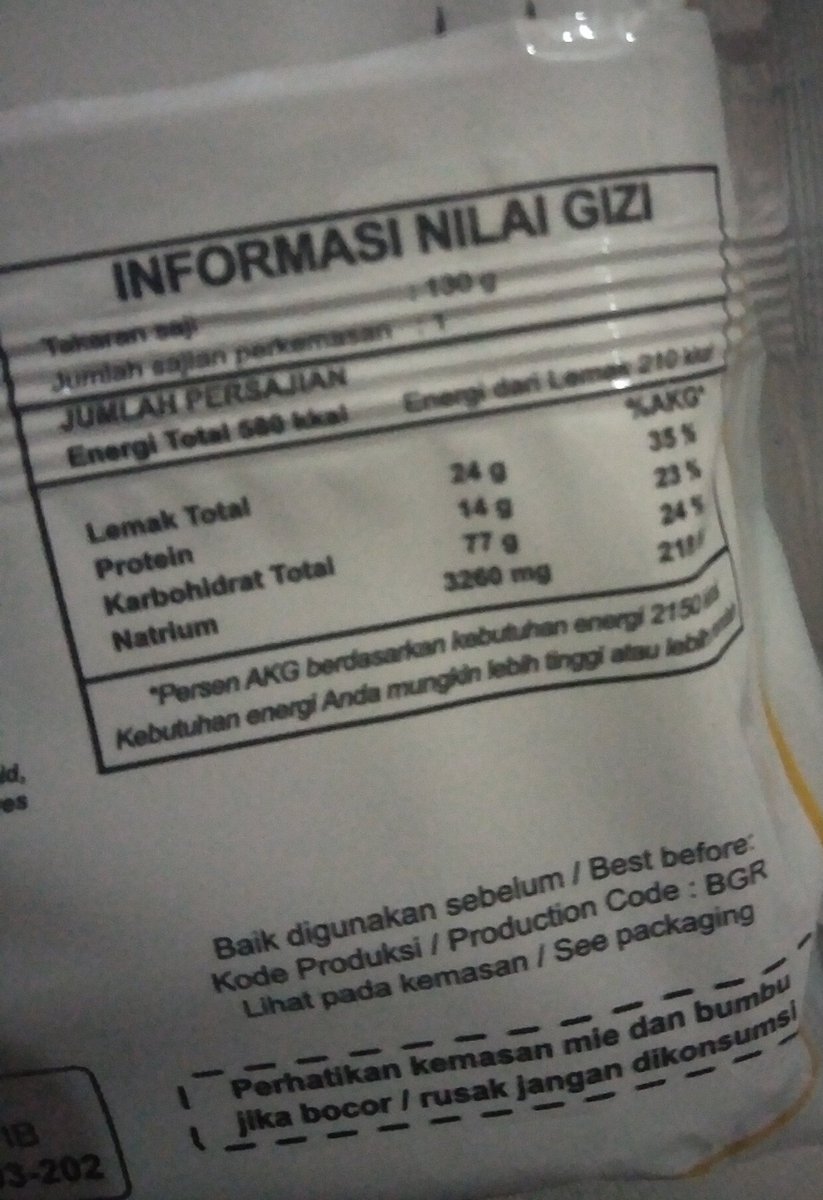 INFORMASI NILAI GIZI
Takaran saji : 130 g
Jumlah sajian perkemasan : 1
JUMLAH PERSAJIAN
Energi Total 580 kkal Energi dari Lemak 210 kkal
%AKG*
Lemak Total 24 g 35 %
Protein 14 g 23 %
Karbohidrat Total 77 g 24 %
Natrium 3260 mg
*Persen AKG berdasarkan kebutuhan energi 2150
Kebutuhan energi Anda mungkin lebih tinggi atau lebih
Baik digunakan sebelum / Best before:
Kode Produksi / Production Code : BGR
Lihat pada kemasan / See packaging
Perhatikan kemasan mie dan bumbu
jika bocor / rusak jangan dikonsumsi